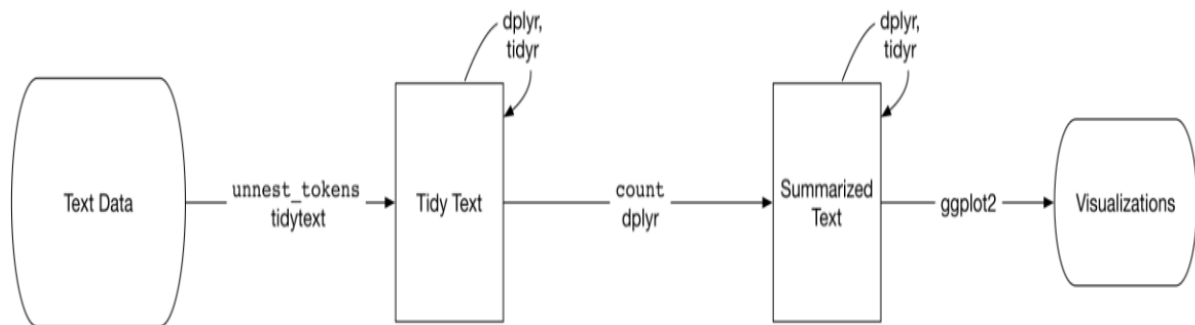 dplyr,
tidyr
dplyr,
tidyr
Text Data
unnest_tokens
tidytext
Tidy Text
count
dplyr
Summarized
Text
ggplot2
Visualizations